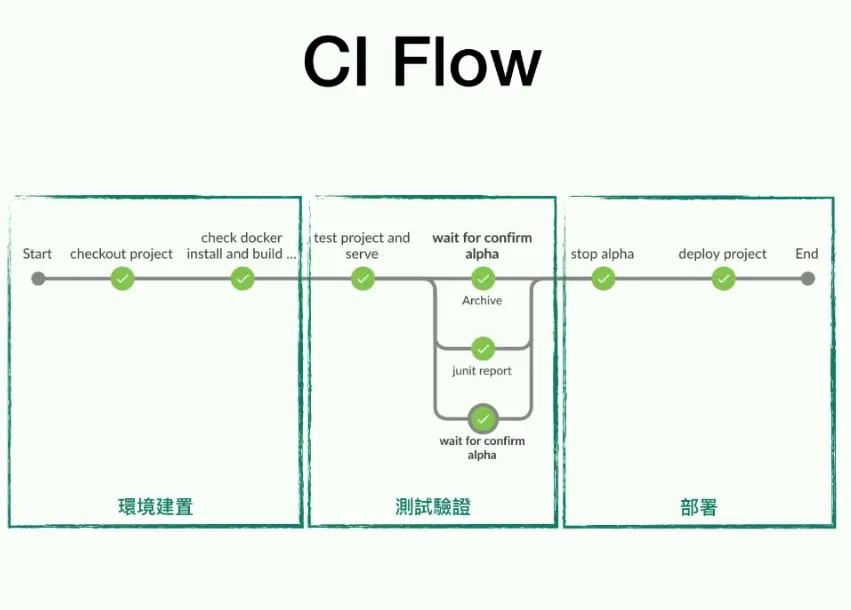 CI Flow
Start
checkout project
check docker
install and build ...
test project and
serve
wait for confirm
alpha
stop alpha
deploy project
End
Archive
junit report
wait for confirm
alpha
環境建置
測試驗證
部署